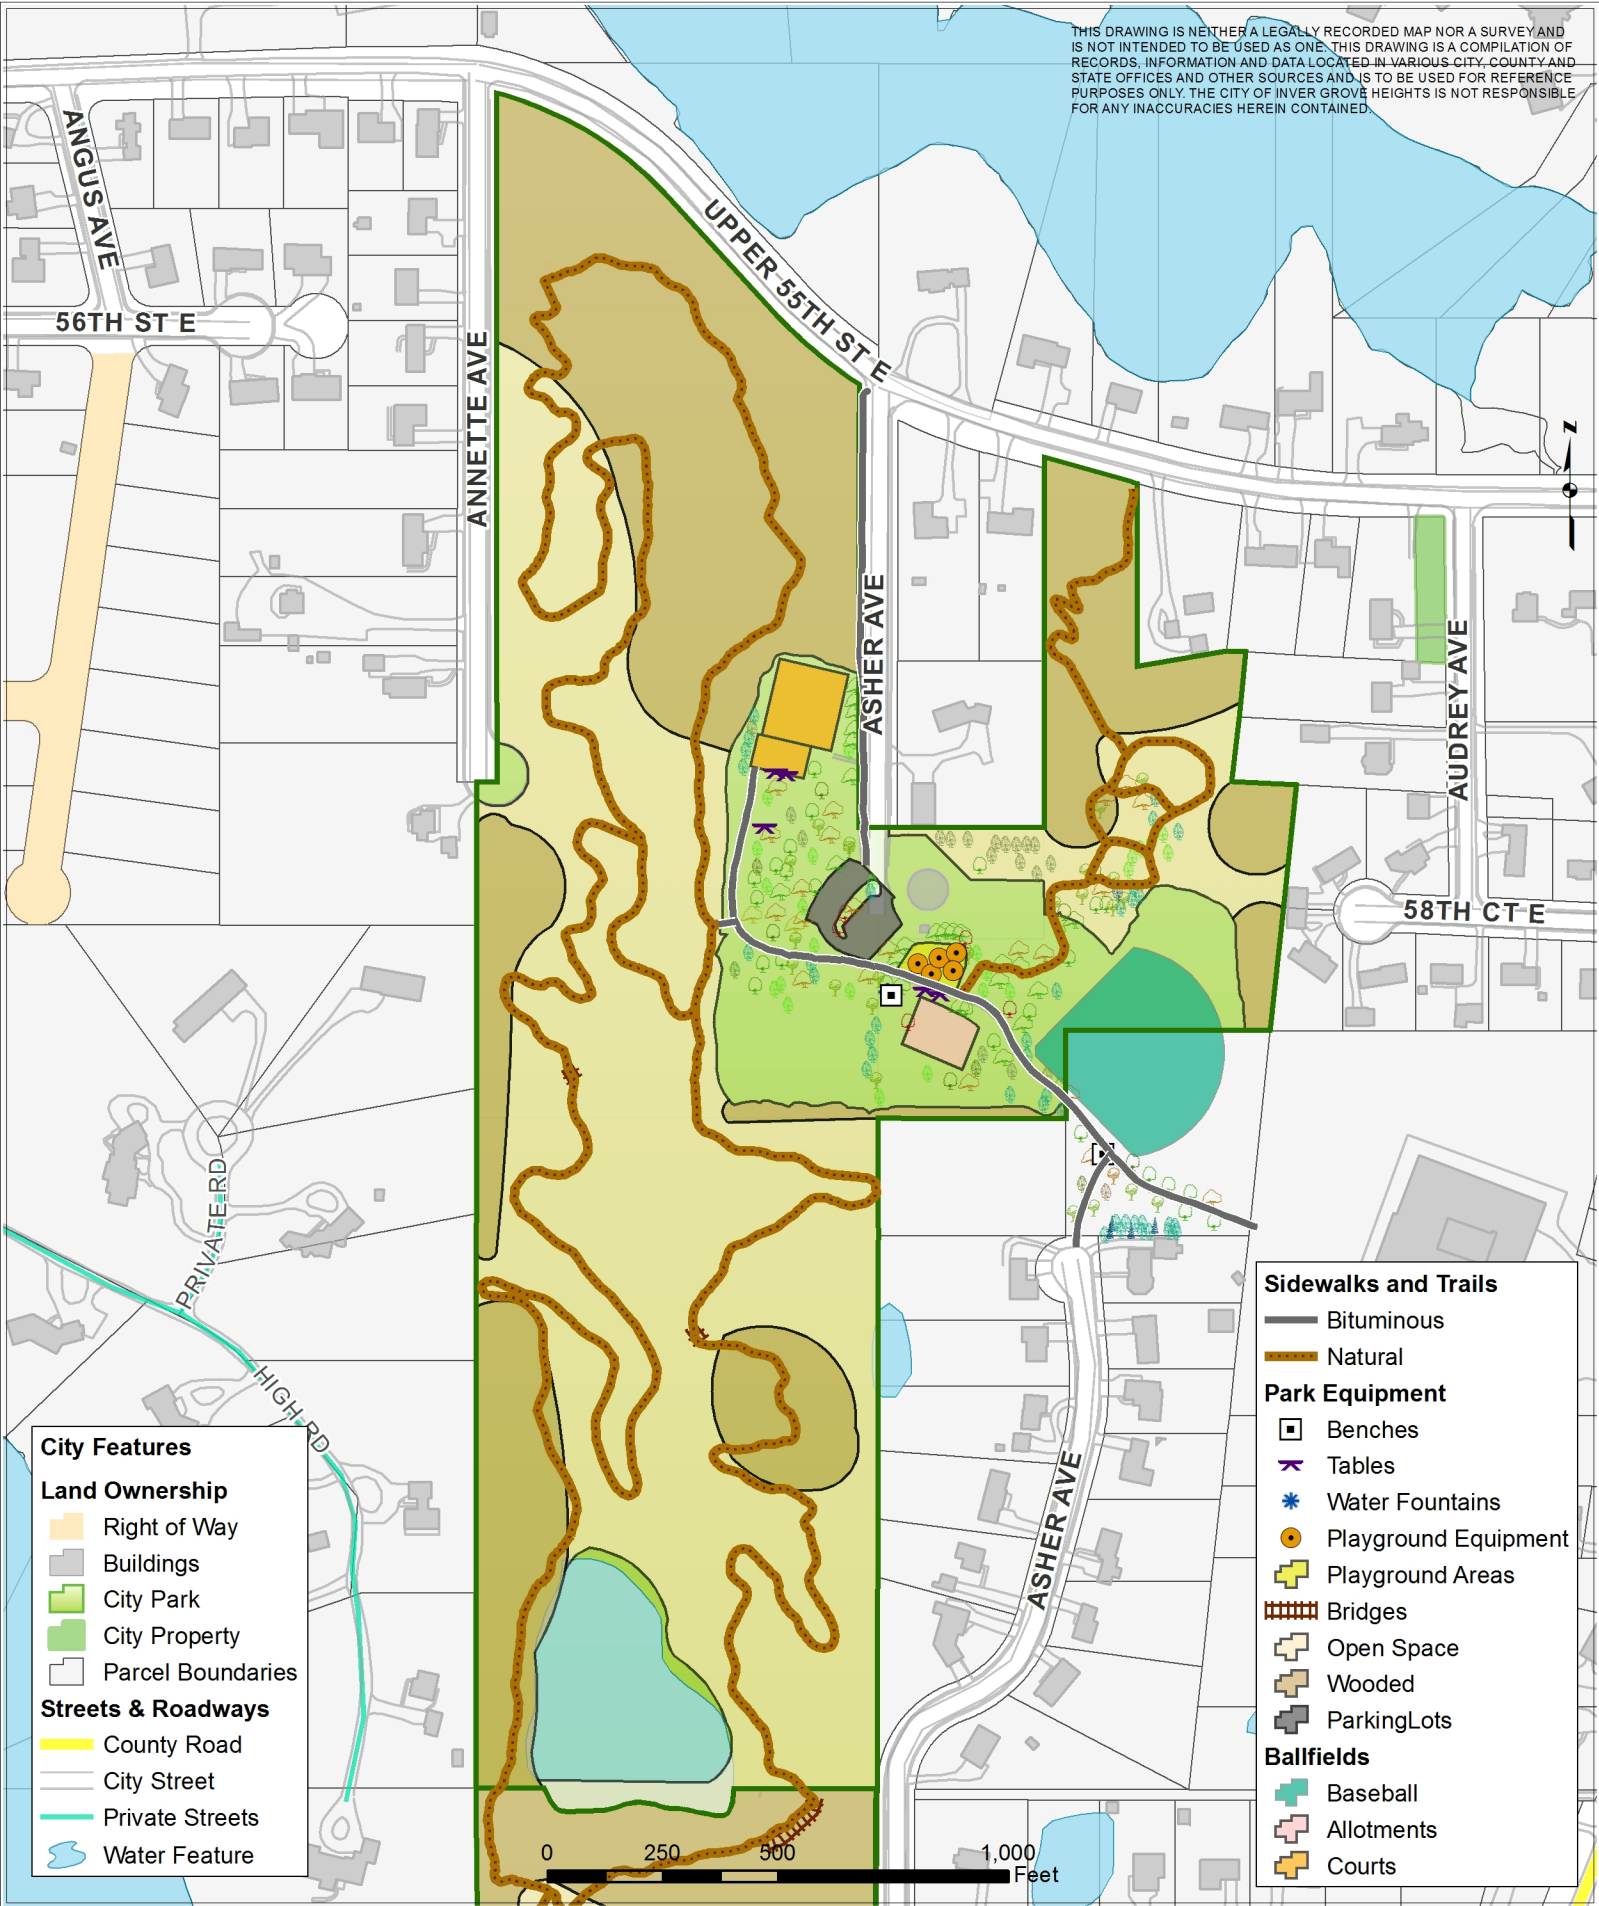 THIS DRAWING IS NEITHER A LEGALLY RECORDED MAP NOR A SURVEY AND
IS NOT INTENDED TO BE USED AS ONE. THIS DRAWING IS A COMPILATION OF
RECORDS, INFORMATION AND DATA LOCATED IN VARIOUS CITY, COUNTY AND
STATE OFFICES AND OTHER SOURCES AND IS TO BE USED FOR REFERENCE
PURPOSES ONLY. THE CITY OF INVER GROVE HEIGHTS IS NOT RESPONSIBLE
FOR ANY INACCURACIES HEREIN CONTAINED.
ANGUS AVE
UPPER 55TH ST E
56TH ST E
ANNETTE AVE
Z
ASHER AVE
AUDREY AVE
58TH CT E
PRIVATE RD
HIGH RD
ASHER AVE
City Features
Land Ownership
Right of Way
Buildings
City Park
City Property
Parcel Boundaries
Streets & Roadways
County Road
City Street
Private Streets
Water Feature
0 250 500 1,000
Feet
Sidewalks and Trails
Bituminous
Natural
Park Equipment
Benches
Tables
Water Fountains
Playground Equipment
Playground Areas
Bridges
Open Space
Wooded
ParkingLots
Ballfields
Baseball
Allotments
Courts